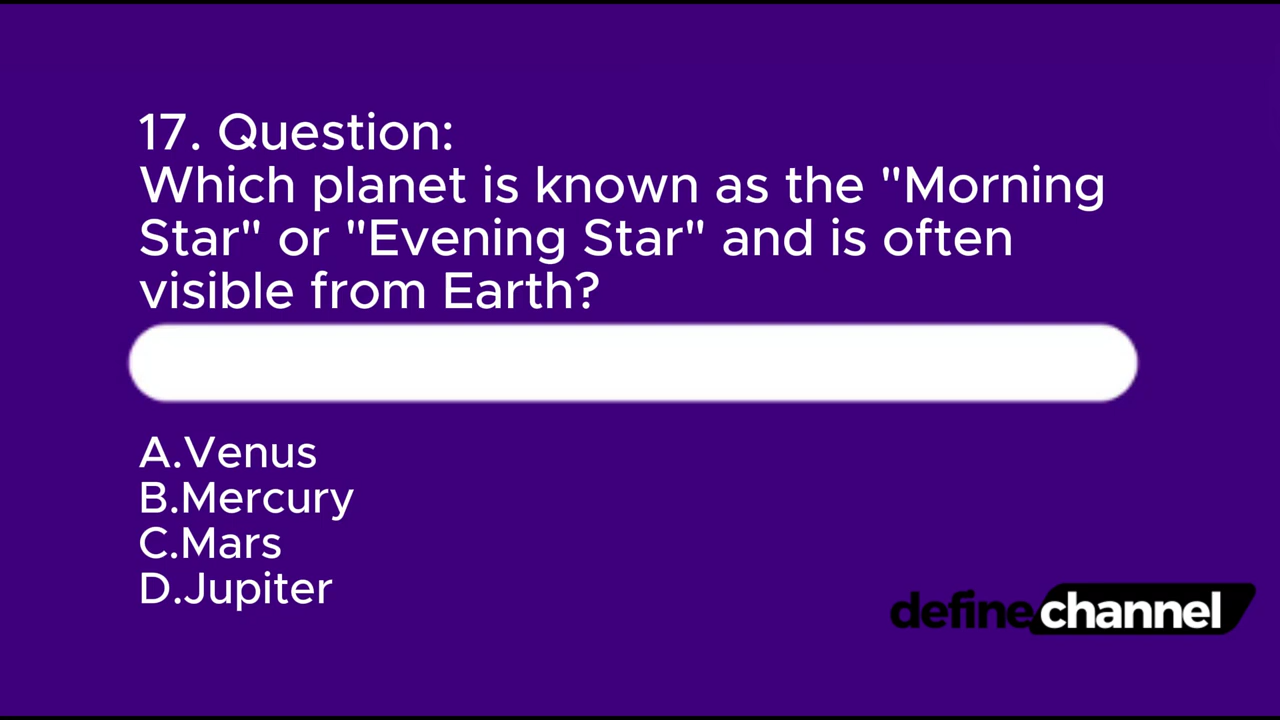 17. Question:
Which planet is known as the "Morning
Star" or "Evening Star" and is often
visible from Earth?
A.Venus
B.Mercury
C.Mars
D.Jupiter
definechannel